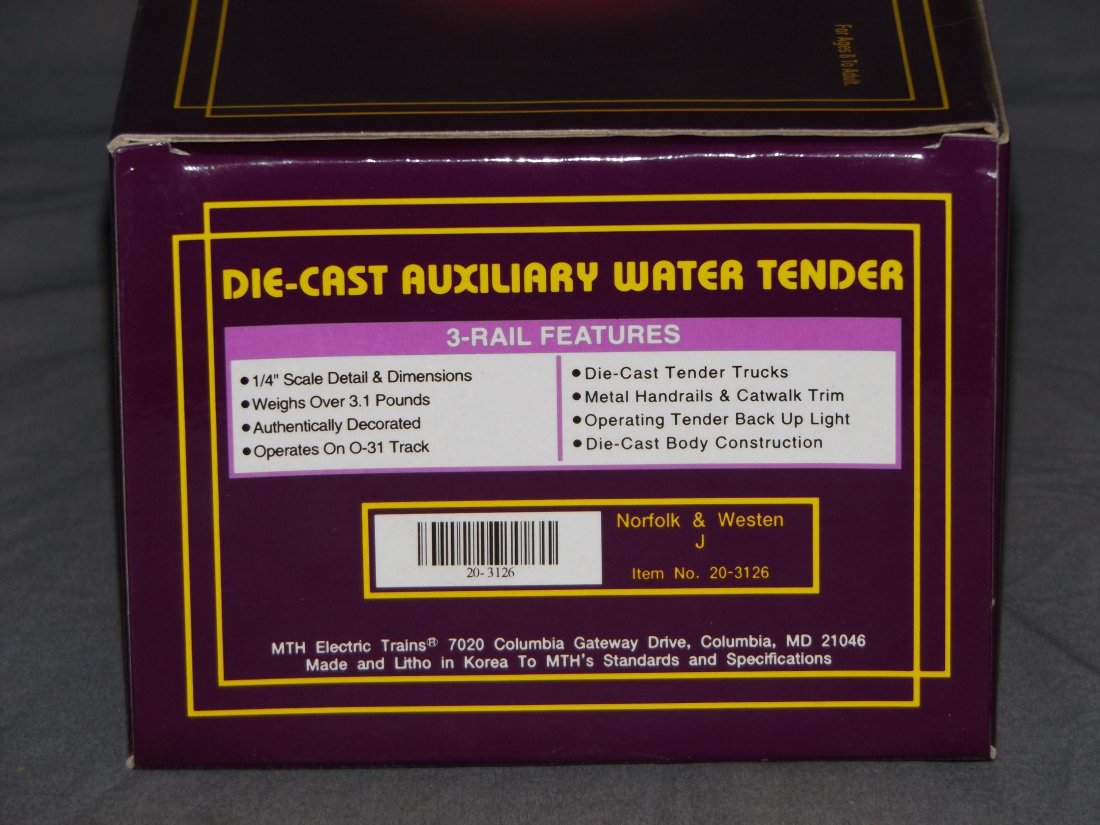 For Ages 8 To Adult.
DIE-CAST AUXILIARY WATER TENDER
3-RAIL FEATURES
•1/4" Scale Detail & Dimensions
•Weighs Over 3.1 Pounds
•Authentically Decorated
•Operates On O-31 Track
•Die-Cast Tender Trucks
•Metal Handrails & Catwalk Trim
•Operating Tender Back Up Light
•Die-Cast Body Construction
20-3126
Norfolk & Westen
J
Item No. 20-3126
MTH Electric Trains® 7020 Columbia Gateway Drive, Columbia, MD 21046
Made and Litho in Korea To MTH's Standards and Specifications